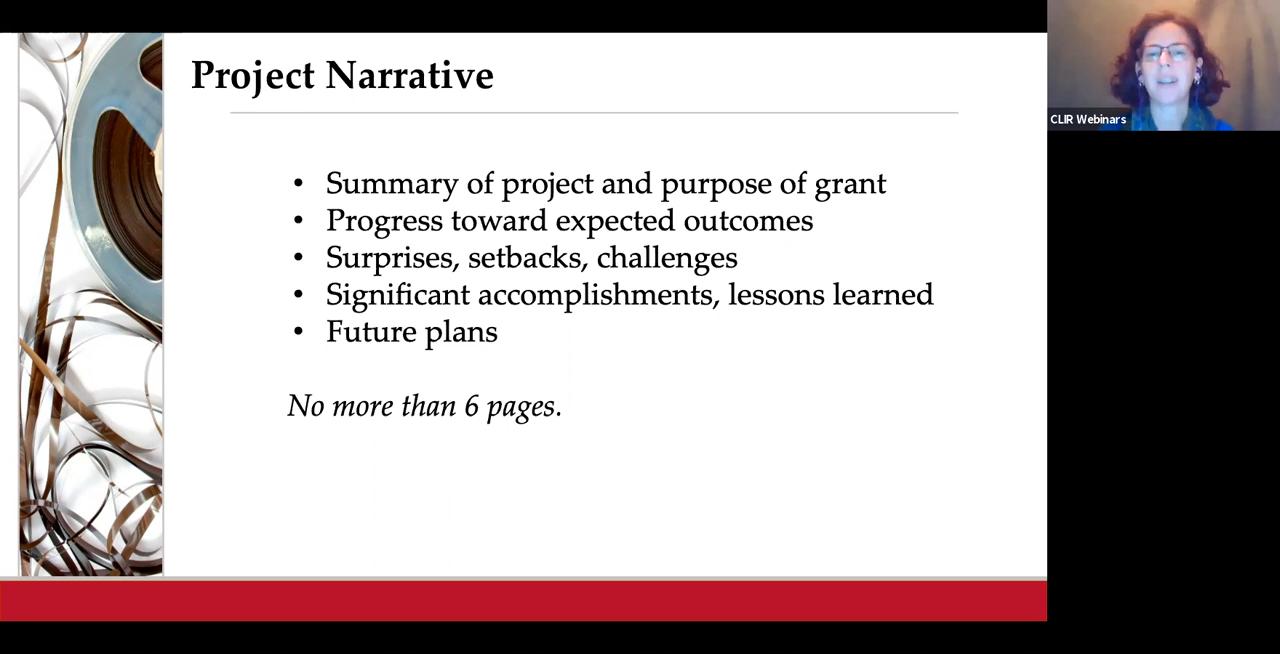 Project Narrative
• Summary of project and purpose of grant
• Progress toward expected outcomes
• Surprises, setbacks, challenges
• Significant accomplishments, lessons learned
• Future plans
No more than 6 pages.
CLIR Webinars